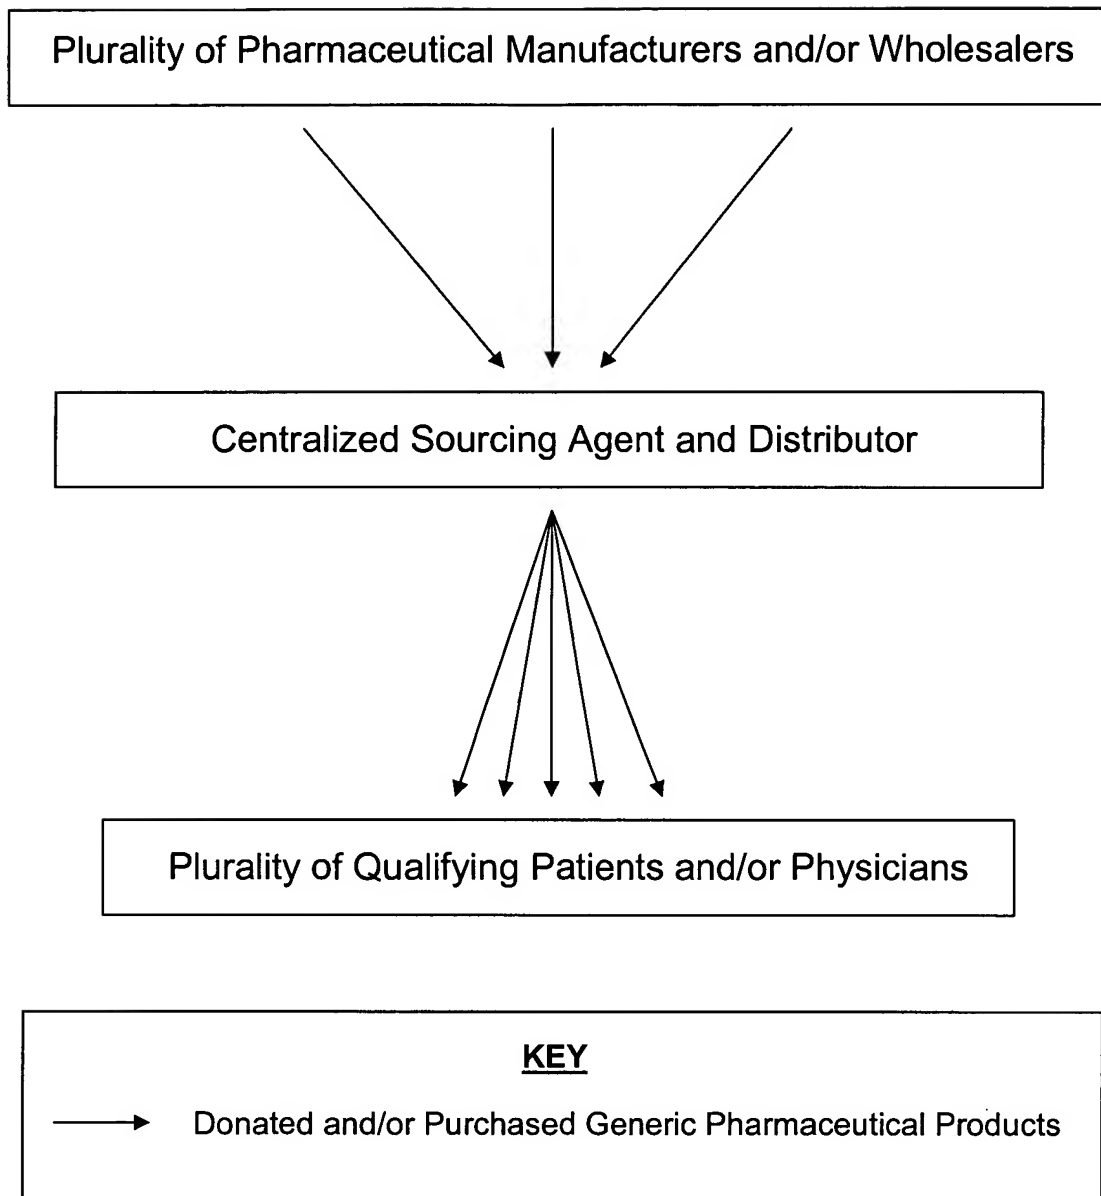 Plurality of Pharmaceutical Manufacturers and/or Wholesalers
Centralized Sourcing Agent and Distributor
Plurality of Qualifying Patients and/or Physicians
KEY
Donated and/or Purchased Generic Pharmaceutical Products